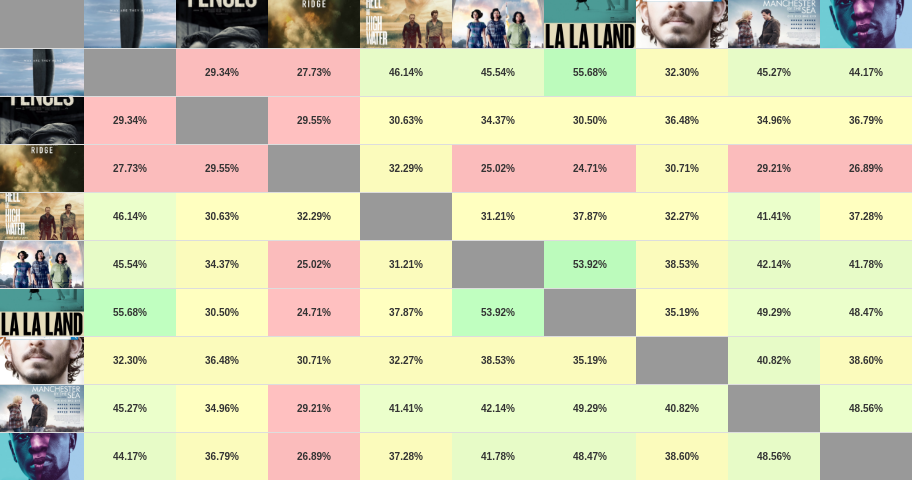 RIDGE
HELL
HIGH
WATER
LA LA LAND
MANCHESTER
SEA
29.34% 27.73% 46.14% 45.54% 55.68% 32.30% 45.27% 44.17%
FENCES
29.34% 29.55% 30.63% 34.37% 30.50% 36.48% 34.96% 36.79%
RIDGE
27.73% 29.55% 32.29% 25.02% 24.71% 30.71% 29.21% 26.89%
HELL
HIGH
WATER
46.14% 30.63% 32.29% 31.21% 37.87% 32.27% 41.41% 37.28%
45.54% 34.37% 25.02% 31.21% 53.92% 38.53% 42.14% 41.78%
LA LA LAND
55.68% 30.50% 24.71% 37.87% 53.92% 35.19% 49.29% 48.47%
32.30% 36.48% 30.71% 32.27% 38.53% 35.19% 40.82% 38.60%
MANCHESTER
SEA
45.27% 34.96% 29.21% 41.41% 42.14% 49.29% 40.82% 48.56%
44.17% 36.79% 26.89% 37.28% 41.78% 48.47% 38.60% 48.56%